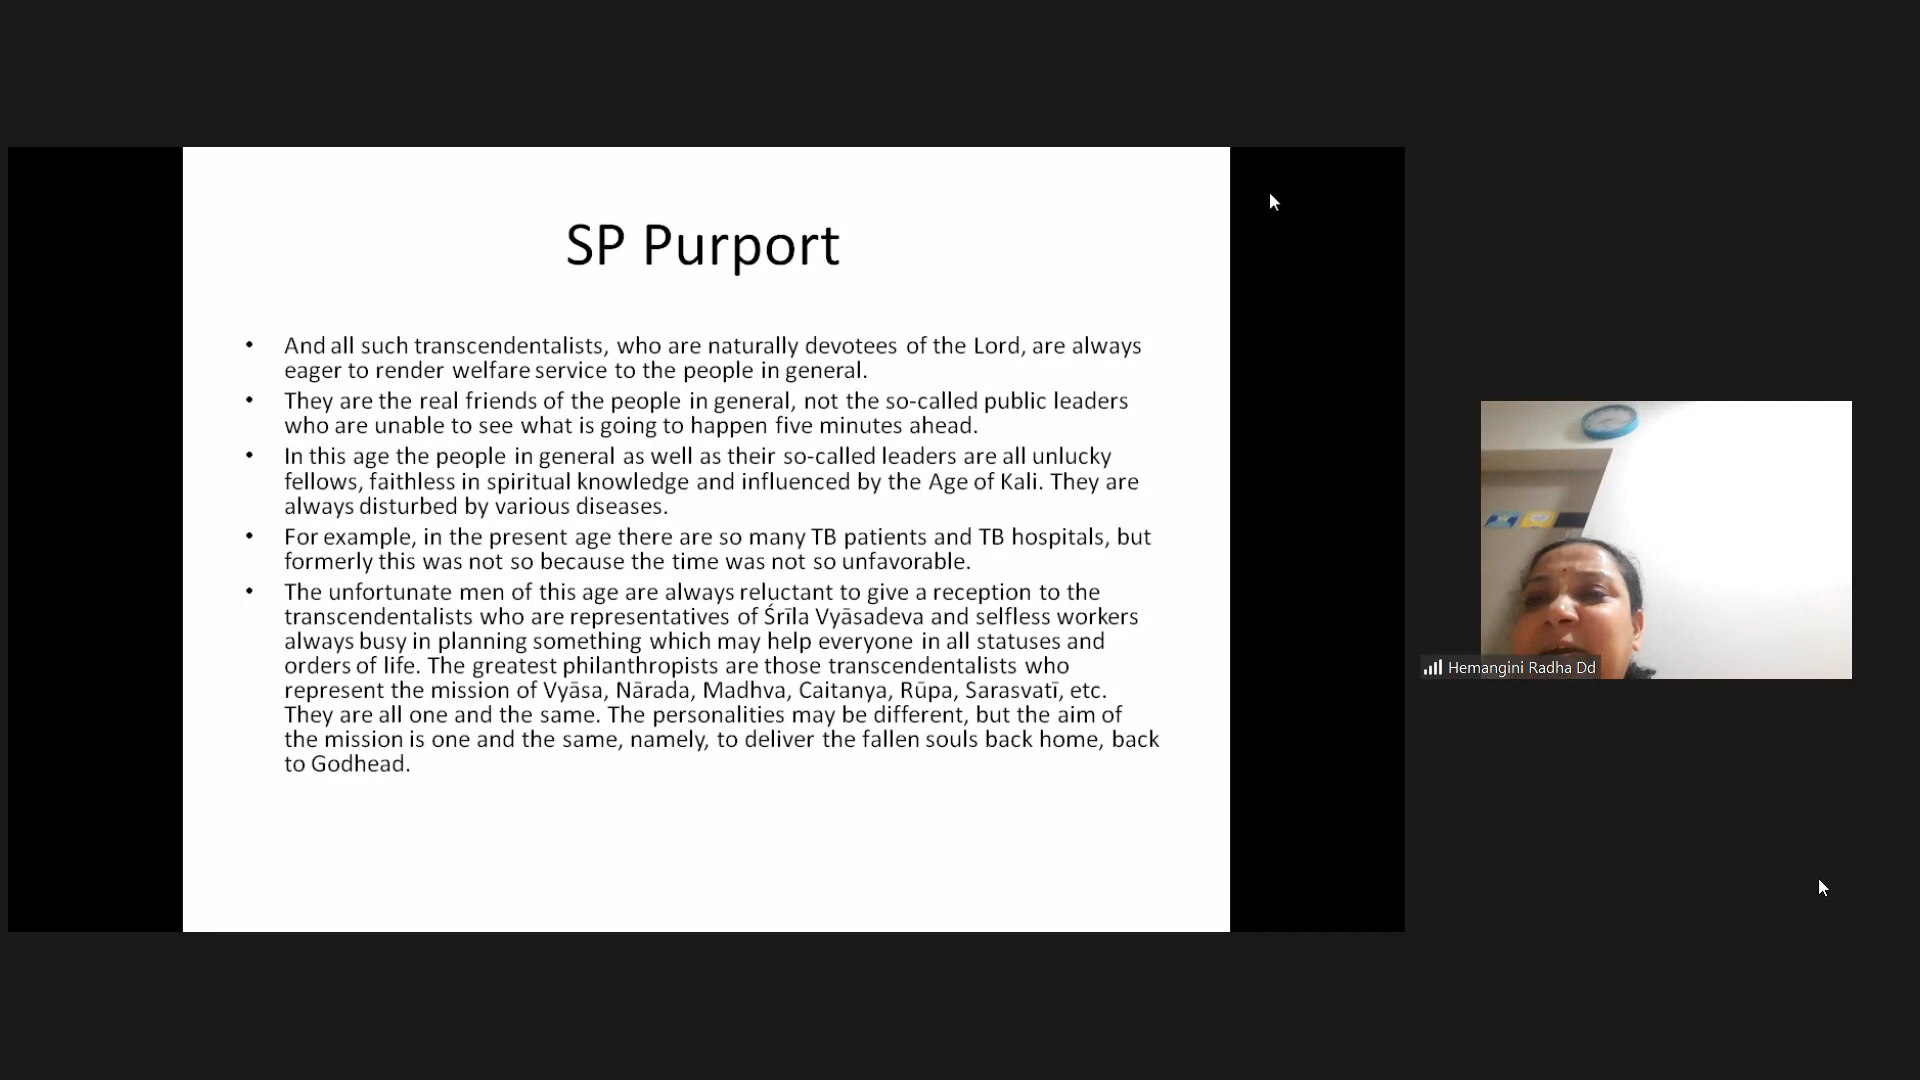 SP Purport
• And all such transcendentalists, who are naturally devotees of the Lord, are always
eager to render welfare service to the people in general.
• They are the real friends of the people in general, not the so-called public leaders
who are unable to see what is going to happen five minutes ahead.
• In this age the people in general as well as their so-called leaders are all unlucky
fellows, faithless in spiritual knowledge and influenced by the Age of Kali. They are
always disturbed by various diseases.
• For example, in the present age there are so many TB patients and TB hospitals, but
formerly this was not so because the time was not so unfavorable.
• The unfortunate men of this age are always reluctant to give a reception to the
transcendentalists who are representatives of Śrīla Vyāsadeva and selfless workers
always busy in planning something which may help everyone in all statuses and
orders of life. The greatest philanthropists are those transcendentalists who
represent the mission of Vyāsa, Nārada, Madhva, Caitanya, Rūpa, Sarasvatī, etc.
They are all one and the same. The personalities may be different, but the aim of
the mission is one and the same, namely, to deliver the fallen souls back home, back
to Godhead.
Hemangini Radha Dd